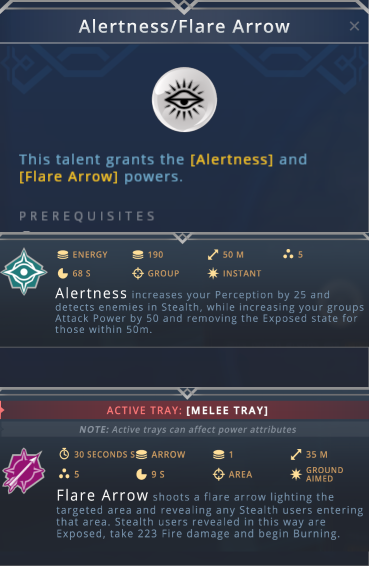 Alertness/Flare Arrow
This talent grants the [Alertness] and
[Flare Arrow] powers.
PREREQUISITES
ENERGY 190 50 M 5
68 S GROUP INSTANT
Alertness increases your Perception by 25 and
detects enemies in Stealth, while increasing your groups
Attack Power by 50 and removing the Exposed state for
those within 50m.
ACTIVE TRAY: [MELEE TRAY]
NOTE: Active trays can affect power attributes
30 SECONDS ARROW 1 35 M
5 9 S AREA GROUND
AIMED
Flare Arrow shoots a flare arrow lighting the
targeted area and revealing any Stealth users entering
that area. Stealth users revealed in this way are
Exposed, take 223 Fire damage and begin Burning.